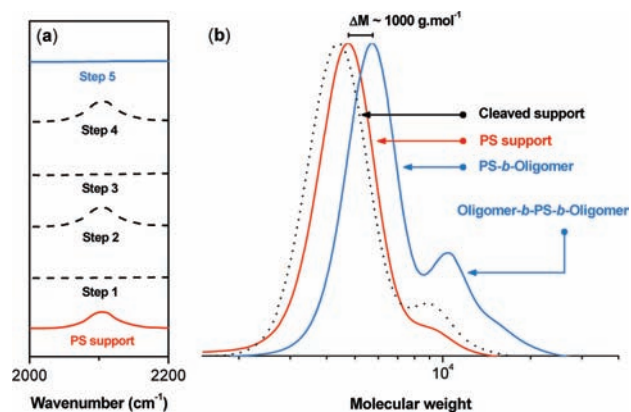 (a)
Step 5
Step 4
Step 3
Step 2
Step 1
PS support
2000 2200
Wavenumber (cm-1)
(b)
ΔM ~ 1000 g.mol-1
Cleaved support
PS support
PS-b-Oligomer
Oligomer-b-PS-b-Oligomer
10⁴
Molecular weight